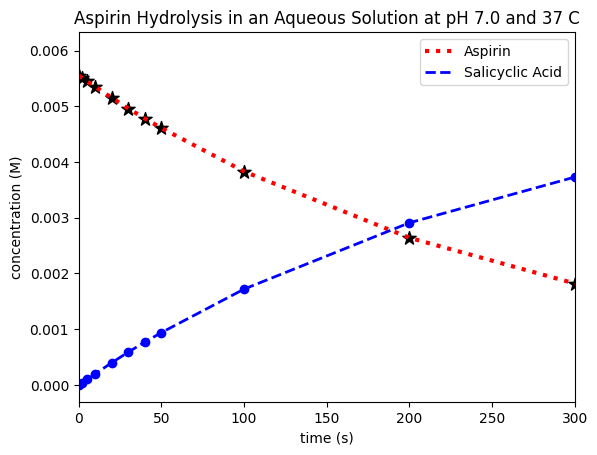 Aspirin Hydrolysis in an Aqueous Solution at pH 7.0 and 37 C
Aspirin
Salicyclic Acid
concentration (M)
0.006
0.005
0.004
0.003
0.002
0.001
0.000
0 50 100 150 200 250 300
time (s)